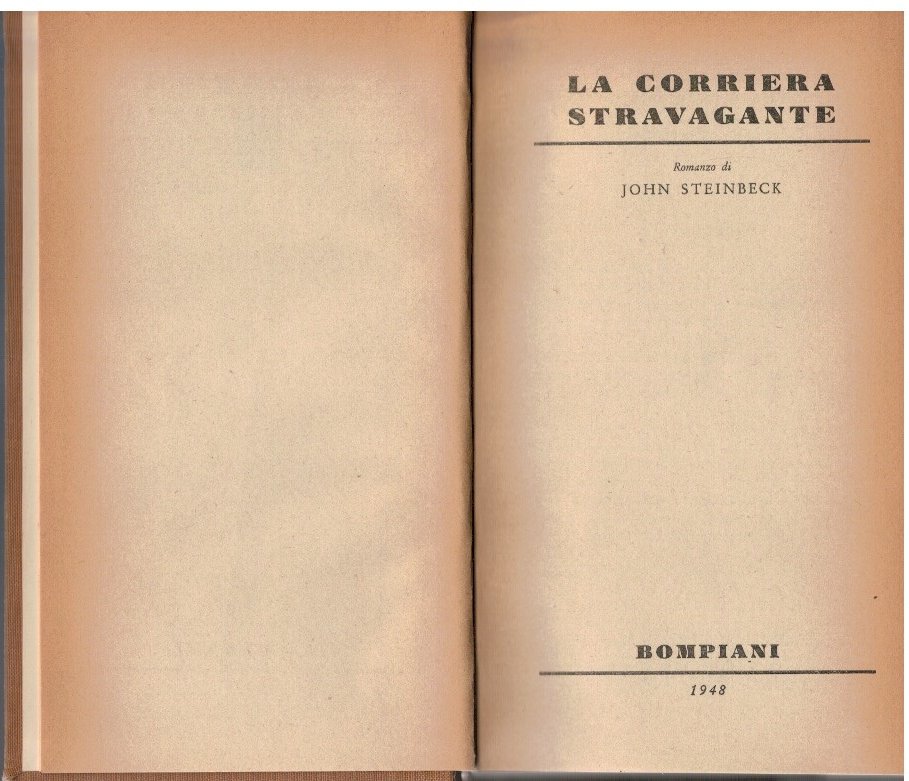 LA CORRIERA
STRAVAGANTE
Romanzo di
JOHN STEINBECK
BOMPIANI
1948